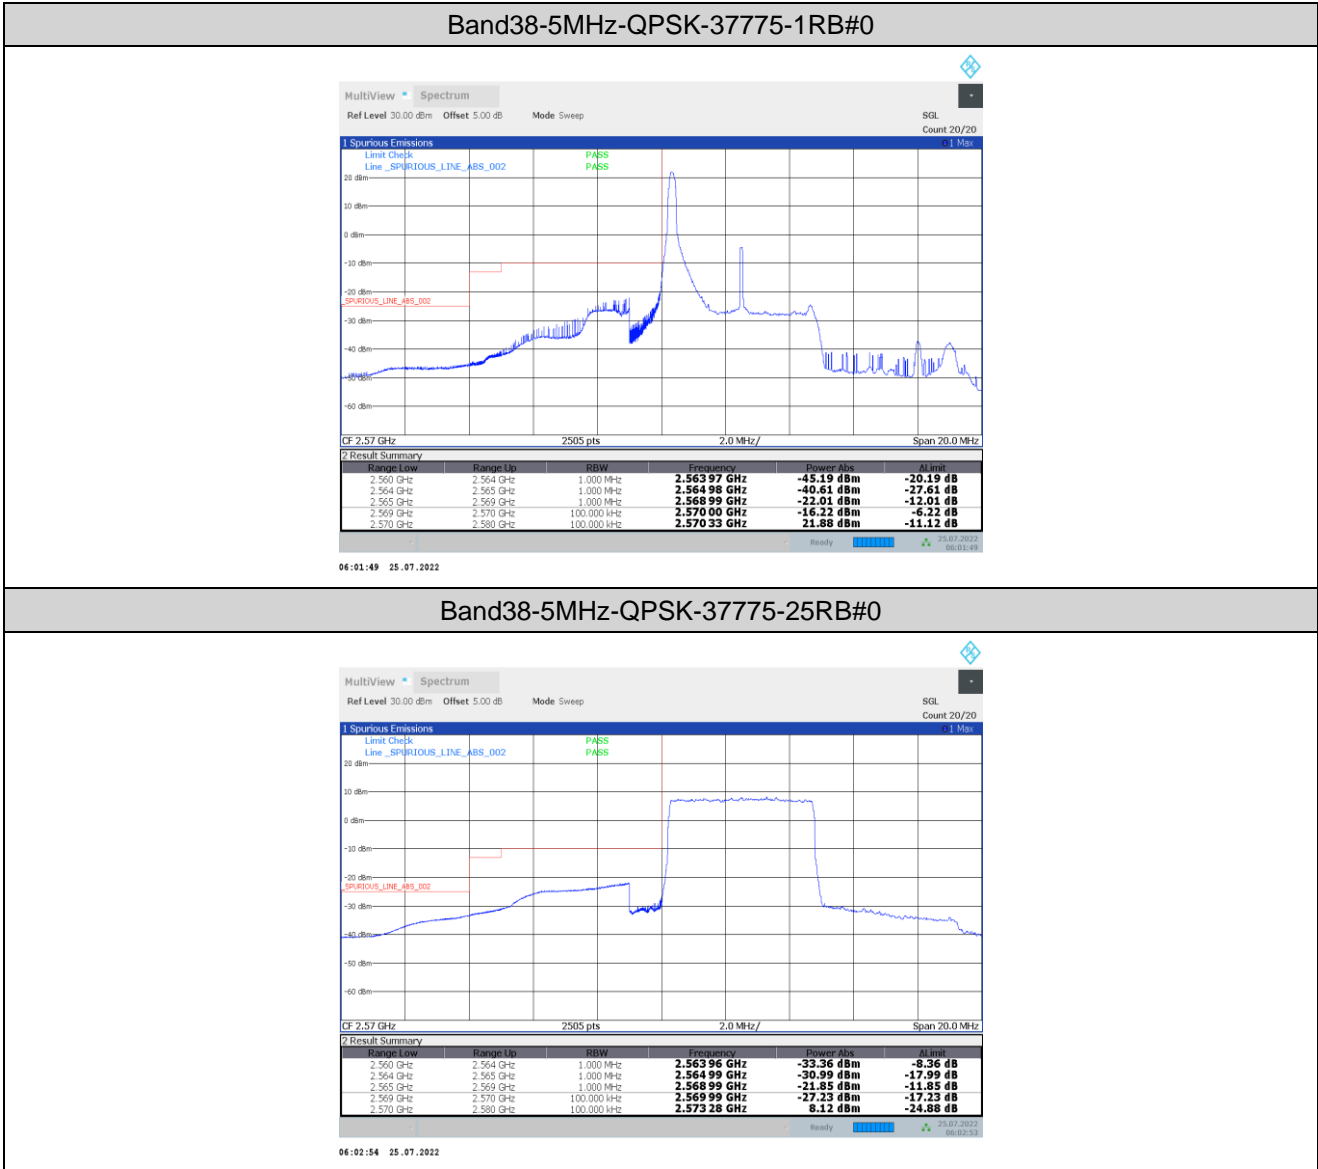 Band38-5MHz-QPSK-37775-1RB#0
MultiView Spectrum
Ref Level 30.00 dBm Offset 5.00 dB Mode Sweep SGL
Count 20/20
1 Spurious Emissions 1 Max
Limit Check PASS
Line _SPURIOUS_LINE_ABS_002 PASS
20 dBm
10 dBm
0 dBm
-10 dBm
-20 dBm
_SPURIOUS_LINE_ABS_002
-30 dBm
-40 dBm
-50 dBm
-60 dBm
CF 2.57 GHz 2505 pts 2.0 MHz/ Span 20.0 MHz
2 Result Summary
Range Low Range Up RBW Frequency Power Abs ΔLimit
2.560 GHz 2.564 GHz 1.000 MHz 2.563 97 GHz -45.19 dBm -20.19 dB
2.564 GHz 2.565 GHz 1.000 MHz 2.564 98 GHz -40.61 dBm -27.61 dB
2.565 GHz 2.569 GHz 1.000 MHz 2.568 99 GHz -22.01 dBm -12.01 dB
2.569 GHz 2.570 GHz 100.000 kHz 2.570 00 GHz -16.22 dBm -6.22 dB
2.570 GHz 2.580 GHz 100.000 kHz 2.570 33 GHz 21.88 dBm -11.12 dB
Ready 25.07.2022
06:01:49
06:01:49 25.07.2022
Band38-5MHz-QPSK-37775-25RB#0
MultiView Spectrum
Ref Level 30.00 dBm Offset 5.00 dB Mode Sweep SGL
Count 20/20
1 Spurious Emissions 1 Max
Limit Check PASS
Line _SPURIOUS_LINE_ABS_002 PASS
20 dBm
10 dBm
0 dBm
-10 dBm
-20 dBm
_SPURIOUS_LINE_ABS_002
-30 dBm
-40 dBm
-50 dBm
-60 dBm
CF 2.57 GHz 2505 pts 2.0 MHz/ Span 20.0 MHz
2 Result Summary
Range Low Range Up RBW Frequency Power Abs ΔLimit
2.560 GHz 2.564 GHz 1.000 MHz 2.563 96 GHz -33.36 dBm -8.36 dB
2.564 GHz 2.565 GHz 1.000 MHz 2.564 99 GHz -30.99 dBm -17.99 dB
2.565 GHz 2.569 GHz 1.000 MHz 2.568 99 GHz -21.85 dBm -11.85 dB
2.569 GHz 2.570 GHz 100.000 kHz 2.569 99 GHz -27.23 dBm -17.23 dB
2.570 GHz 2.580 GHz 100.000 kHz 2.573 28 GHz 8.12 dBm -24.88 dB
Ready 25.07.2022
06:02:53
06:02:54 25.07.2022